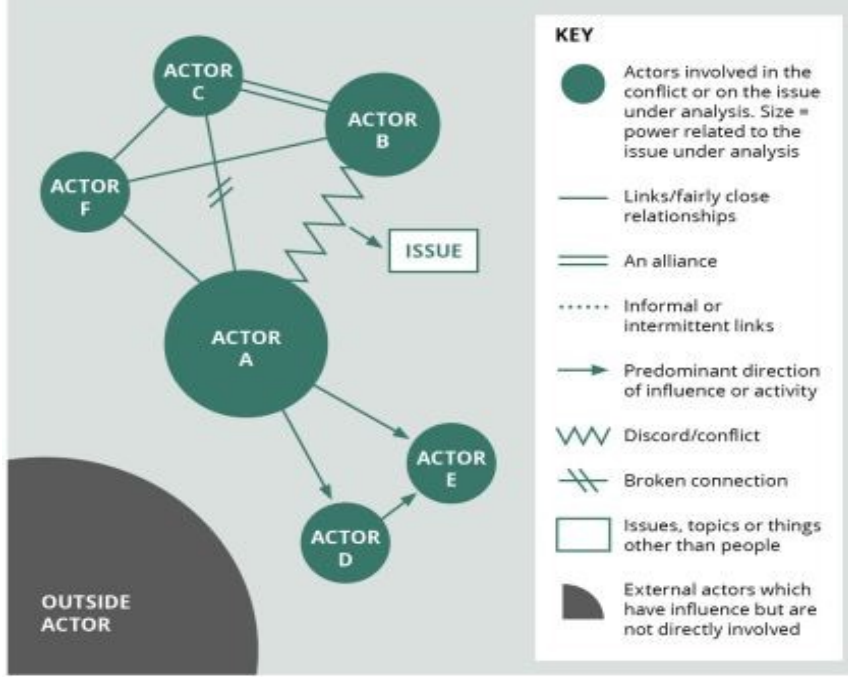 ACTOR
C
ACTOR
B
ACTOR
F
ISSUE
ACTOR
A
ACTOR
E
ACTOR
D
OUTSIDE
ACTOR
KEY
Actors involved in the
conflict or on the issue
under analysis. Size =
power related to the
issue under analysis
Links/fairly close
relationships
An alliance
Informal or
intermittent links
Predominant direction
of influence or activity
Discord/conflict
Broken connection
Issues, topics or things
other than people
External actors which
have influence but are
not directly involved